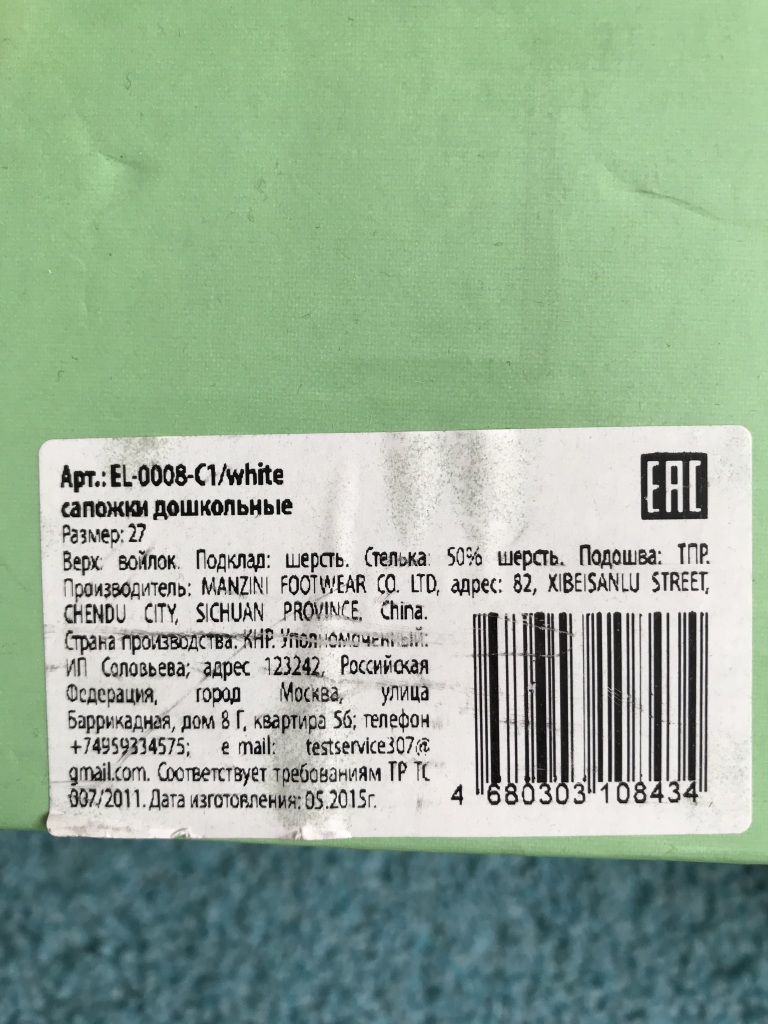 Арт.: EL-0008-C1/white
EAC
сапожки дошкольные
Размер: 27
Верх: войлок. Подклад: шерсть. Стелька: 50% шерсть. Подошва: ТПР.
Производитель: MANZINI FOOTWEAR CO. LTD, адрес: 82, XIBEISANLU STREET,
CHENDU CITY, SICHUAN PROVINCE, China.
Страна производства: КНР. Уполномоченный:
ИП Соловьева; адрес 123242, Российская
Федерация, город Москва, улица
Баррикадная, дом 8 Г, квартира 56; телефон
+74959334575; e mail: testservice307@
gmail.com. Соответствует требованиям ТР ТС
007/2011. Дата изготовления: 05.2015г.
4 680303 108434